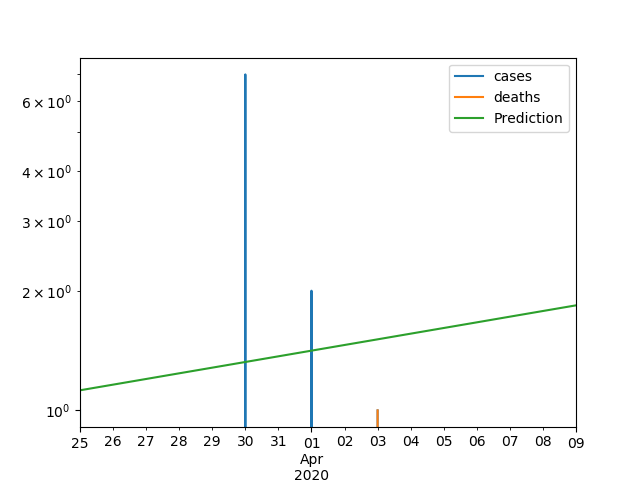 cases
deaths
Prediction
6 × 10⁰
4 × 10⁰
3 × 10⁰
2 × 10⁰
10⁰
25 26 27 28 29 30 31 01 02 03 04 05 06 07 08 09
Apr
2020